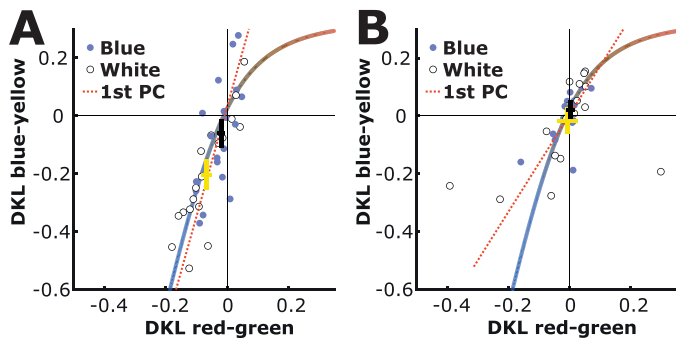 A
B
Blue
White
1st PC
Blue
White
1st PC
0.2
0
-0.2
-0.4
-0.6
0.2
0
-0.2
-0.4
-0.6
DKL blue-yellow
DKL blue-yellow
-0.4 -0.2 0 0.2
-0.4 -0.2 0 0.2
DKL red-green
DKL red-green